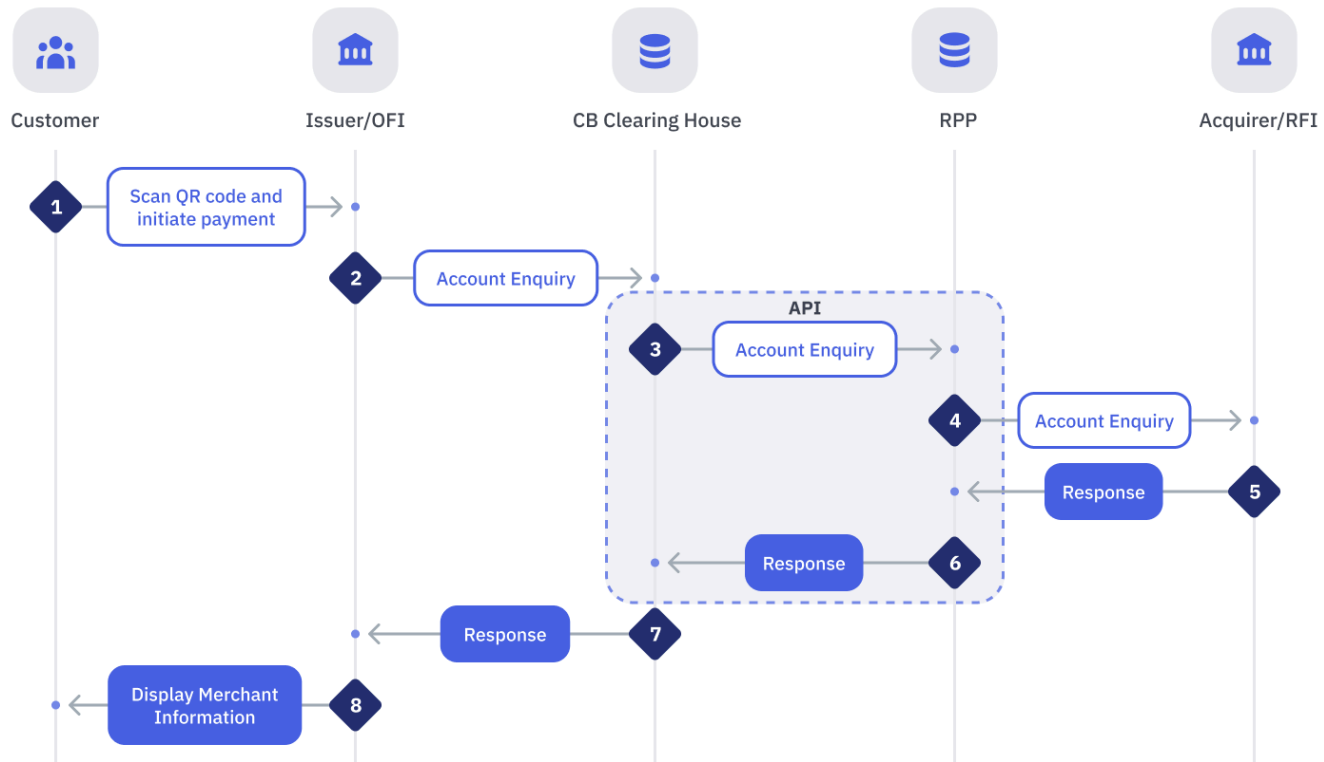 Customer
Issuer/OFI
CB Clearing House
RPP
Acquirer/RFI
1
Scan QR code and
initiate payment
2
Account Enquiry
API
3
Account Enquiry
4
Account Enquiry
Response
5
Response
6
Response
7
Display Merchant
Information
8